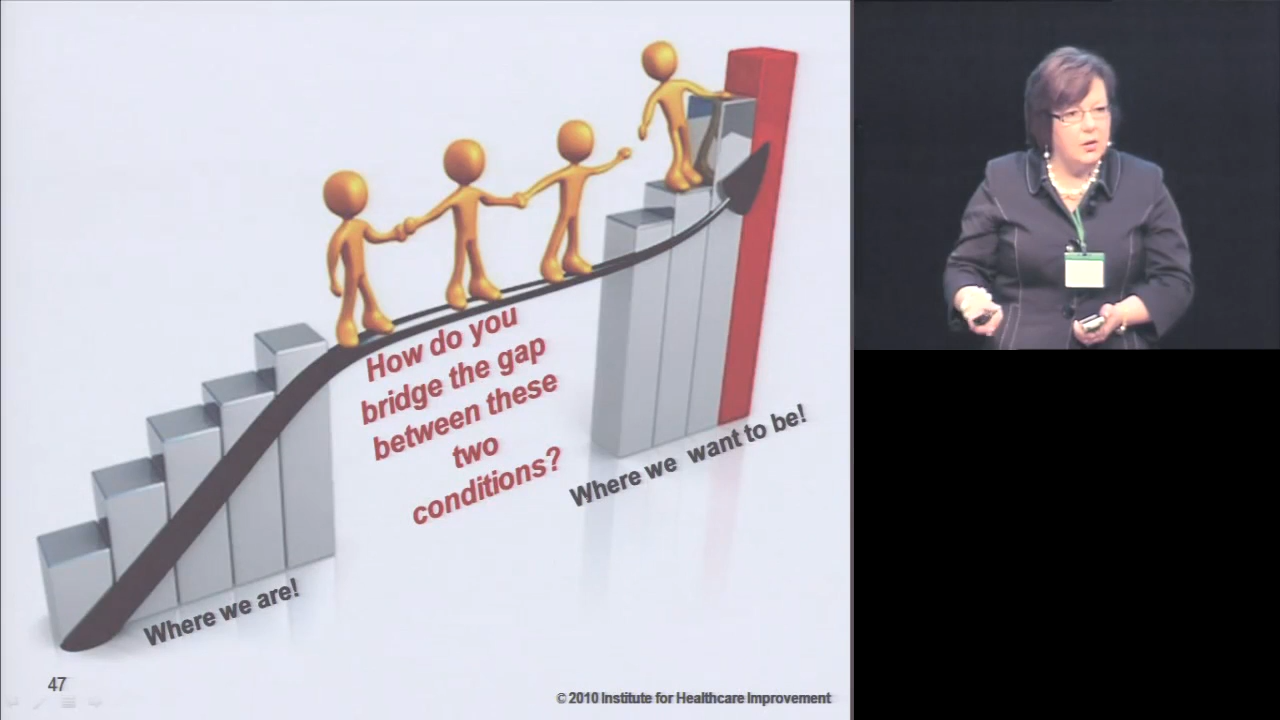 How do you
bridge the gap
between these
two
conditions?
Where we want to be!
Where we are!
47
© 2010 Institute for Healthcare Improvement